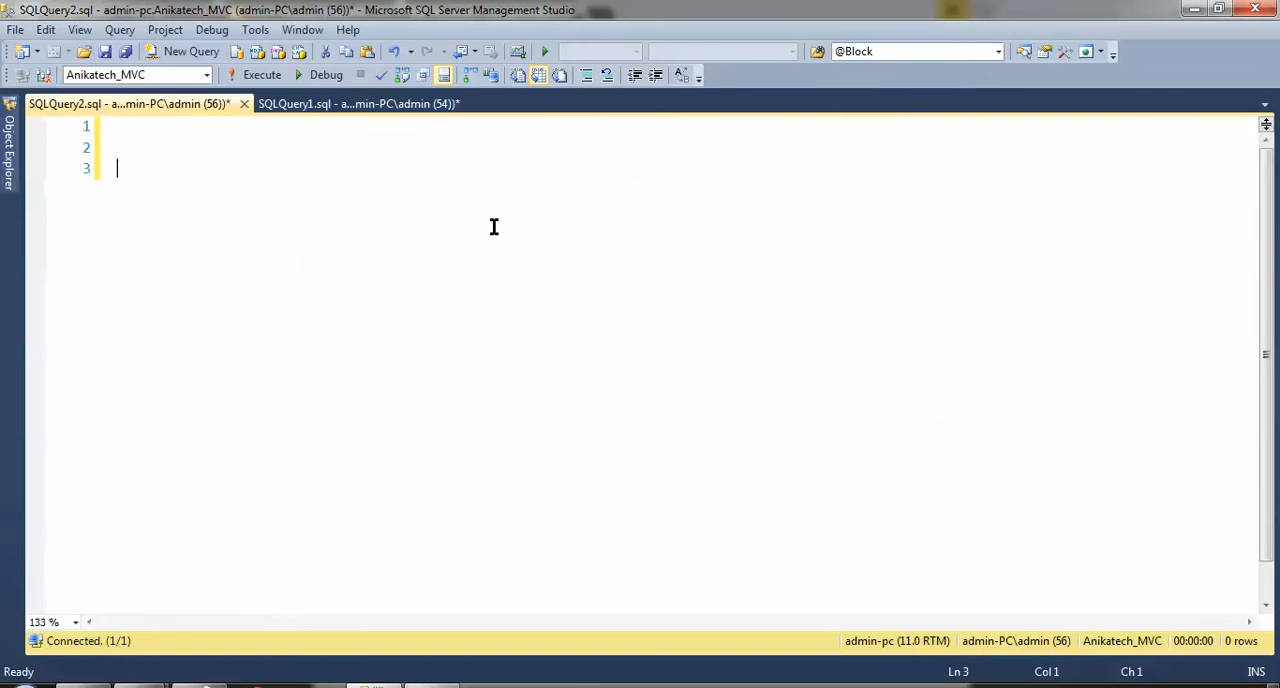 SQLQuery2.sql - admin-pc.Anikatech_MVC (admin-PC\admin (56))* - Microsoft SQL Server Management Studio
File Edit View Query Project Debug Tools Window Help
New Query @Block
Anikatech_MVC Execute Debug
SQLQuery2.sql - a...min-PC\admin (56))* SQLQuery1.sql - a...min-PC\admin (54))*
Object Explorer
1
2
3
133 %
Connected. (1/1) admin-pc (11.0 RTM) admin-PC\admin (56) Anikatech_MVC 00:00:00 0 rows
Ready Ln 3 Col 1 Ch 1 INS